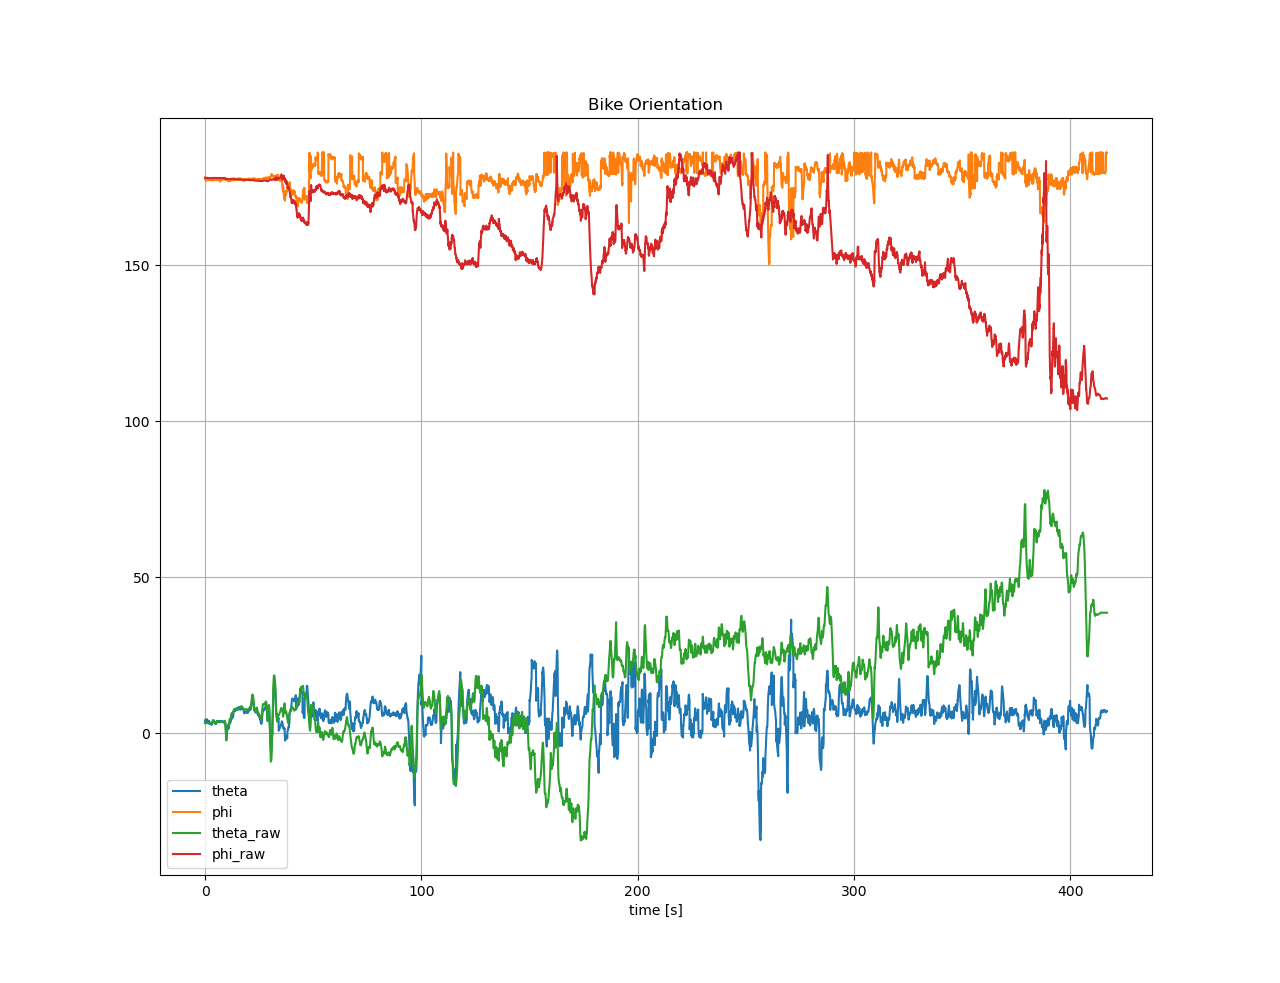 Bike Orientation
150
100
50
0
theta
phi
theta_raw
phi_raw
0 100 200 300 400
time [s]